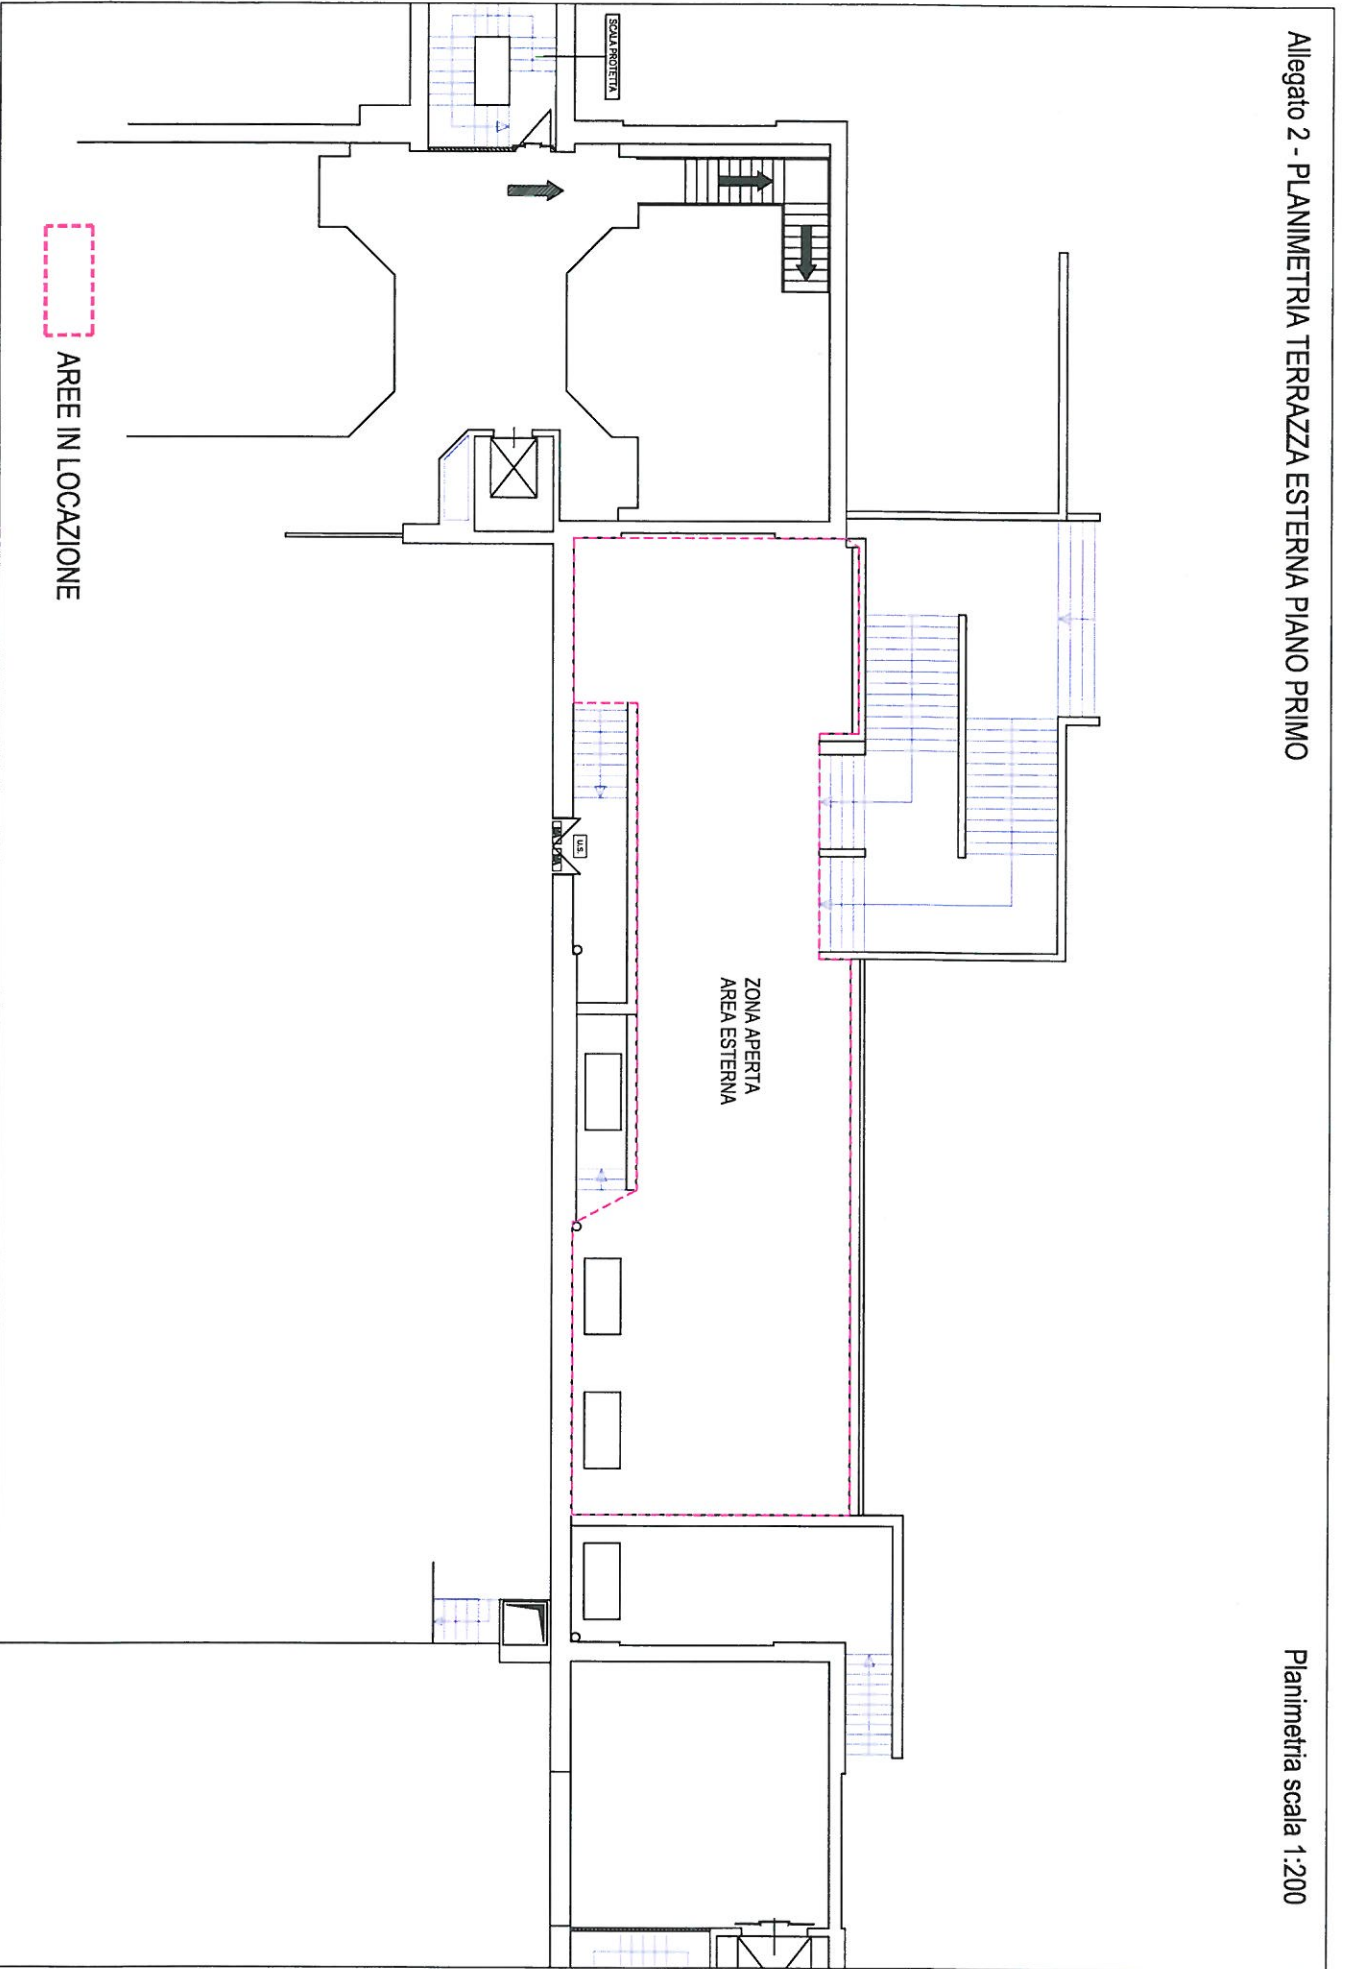 Allegato 2 - PLANIMETRIA TERRAZZA ESTERNA PIANO PRIMO
Planimetria scala 1:200
SCALA PROTETTA
ZONA APERTA
AREA ESTERNA
U.S.
AREE IN LOCAZIONE